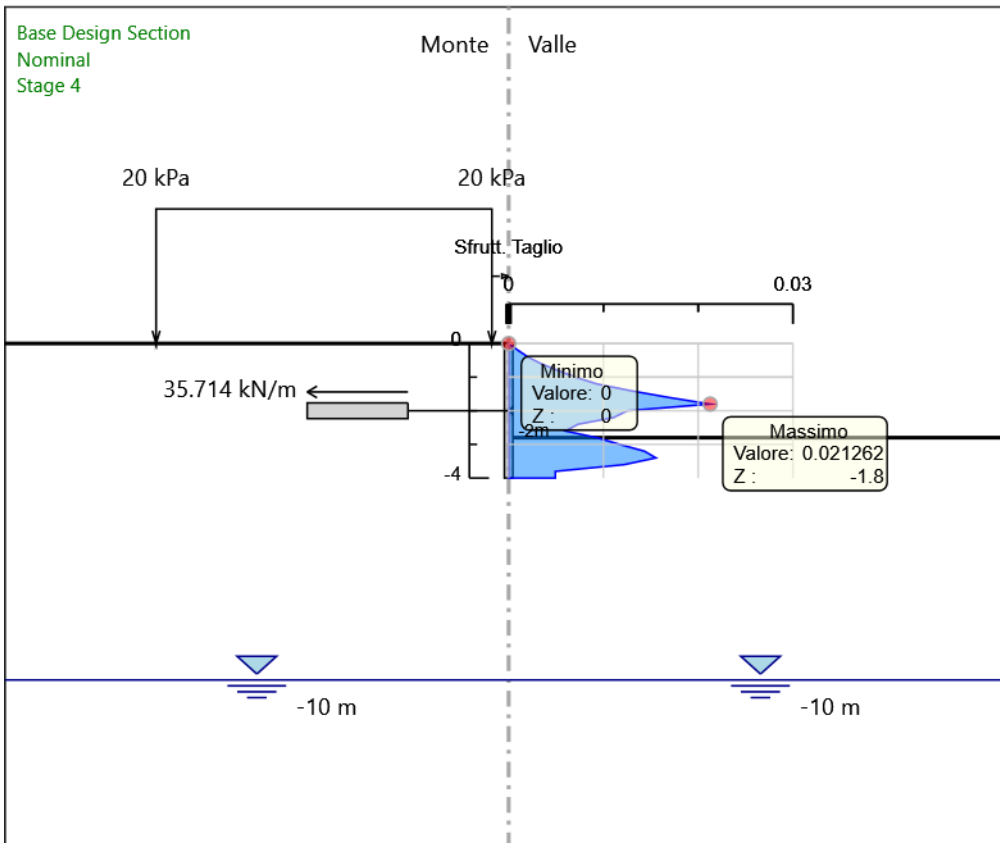 Base Design Section
Nominal
Stage 4
Monte
Valle
20 kPa
20 kPa
Sfrutt. Taglio
0
0.03
0
35.714 kN/m
Minimo
Valore: 0
Z : 0
-2m
Massimo
Valore: 0.021262
Z : -1.8
-4
-10 m
-10 m